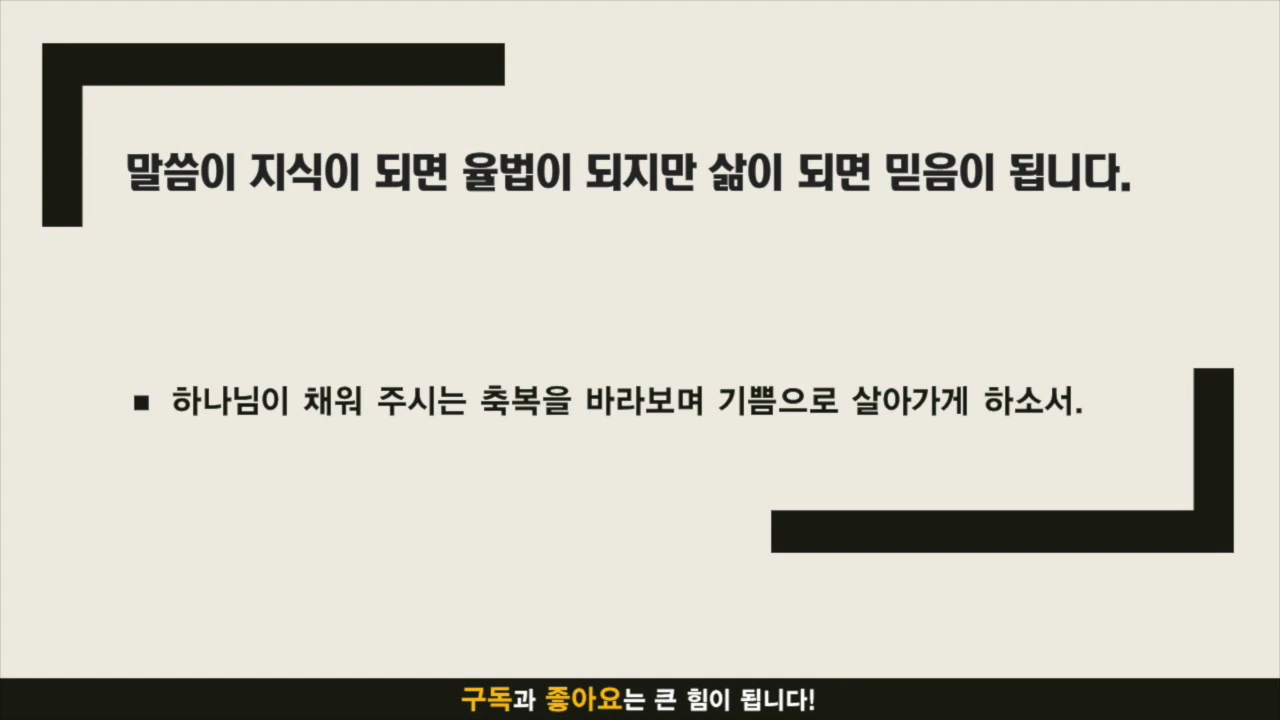 말씀이 지식이 되면 율법이 되지만 삶이 되면 믿음이 됩니다.
■ 하나님이 채워 주시는 축복을 바라보며 기쁨으로 살아가게 하소서.
구독과 좋아요는 큰 힘이 됩니다!